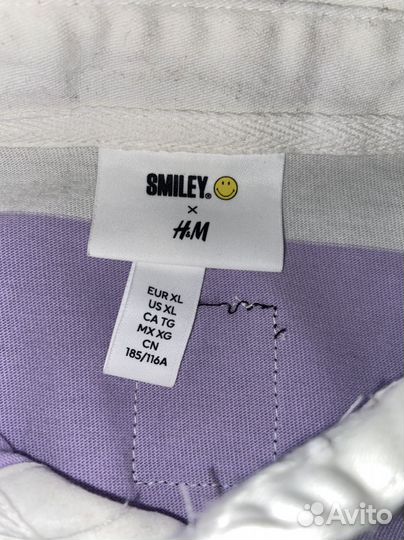 SMILEY®
×
H&M
EUR XL
US XL
CA TG
MX XG
CN
185/116A
Avito